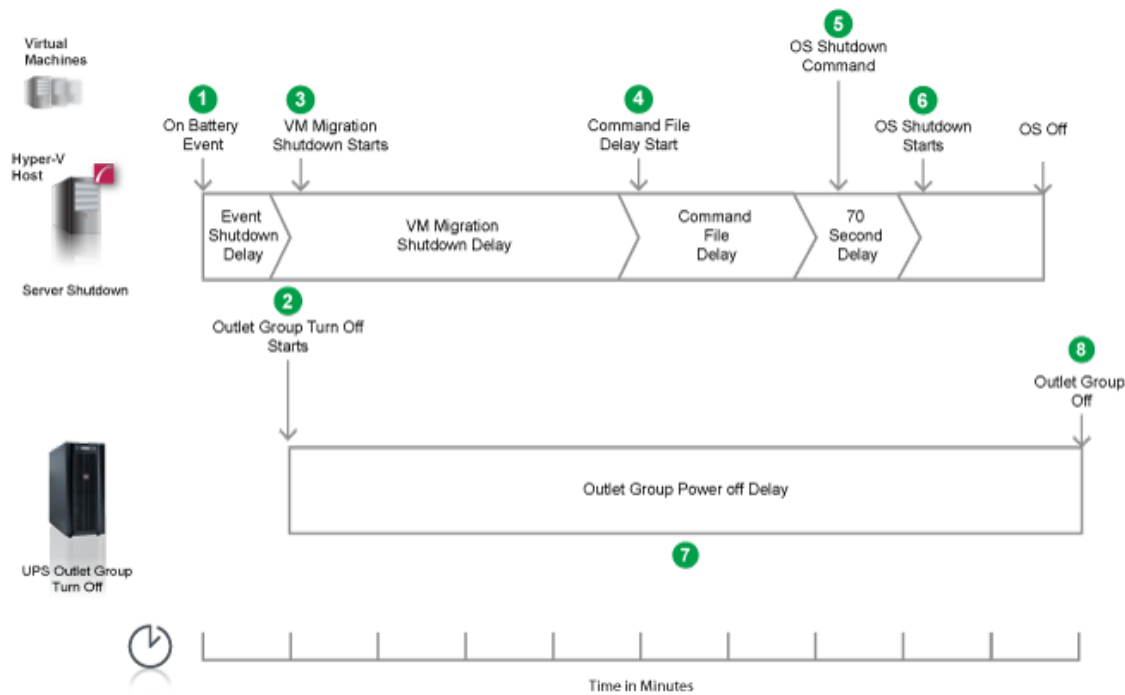 5
OS Shutdown
Command
Virtual
Machines
1
On Battery
Event
3
VM Migration
Shutdown Starts
4
Command File
Delay Start
6
OS Shutdown
Starts
OS Off
Hyper-V
Host
Event
Shutdown
Delay
VM Migration
Shutdown Delay
Command
File
Delay
70
Second
Delay
Server Shutdown
2
Outlet Group Turn Off
Starts
8
Outlet Group
Off
Outlet Group Power off Delay
7
UPS Outlet Group
Turn Off
Time in Minutes